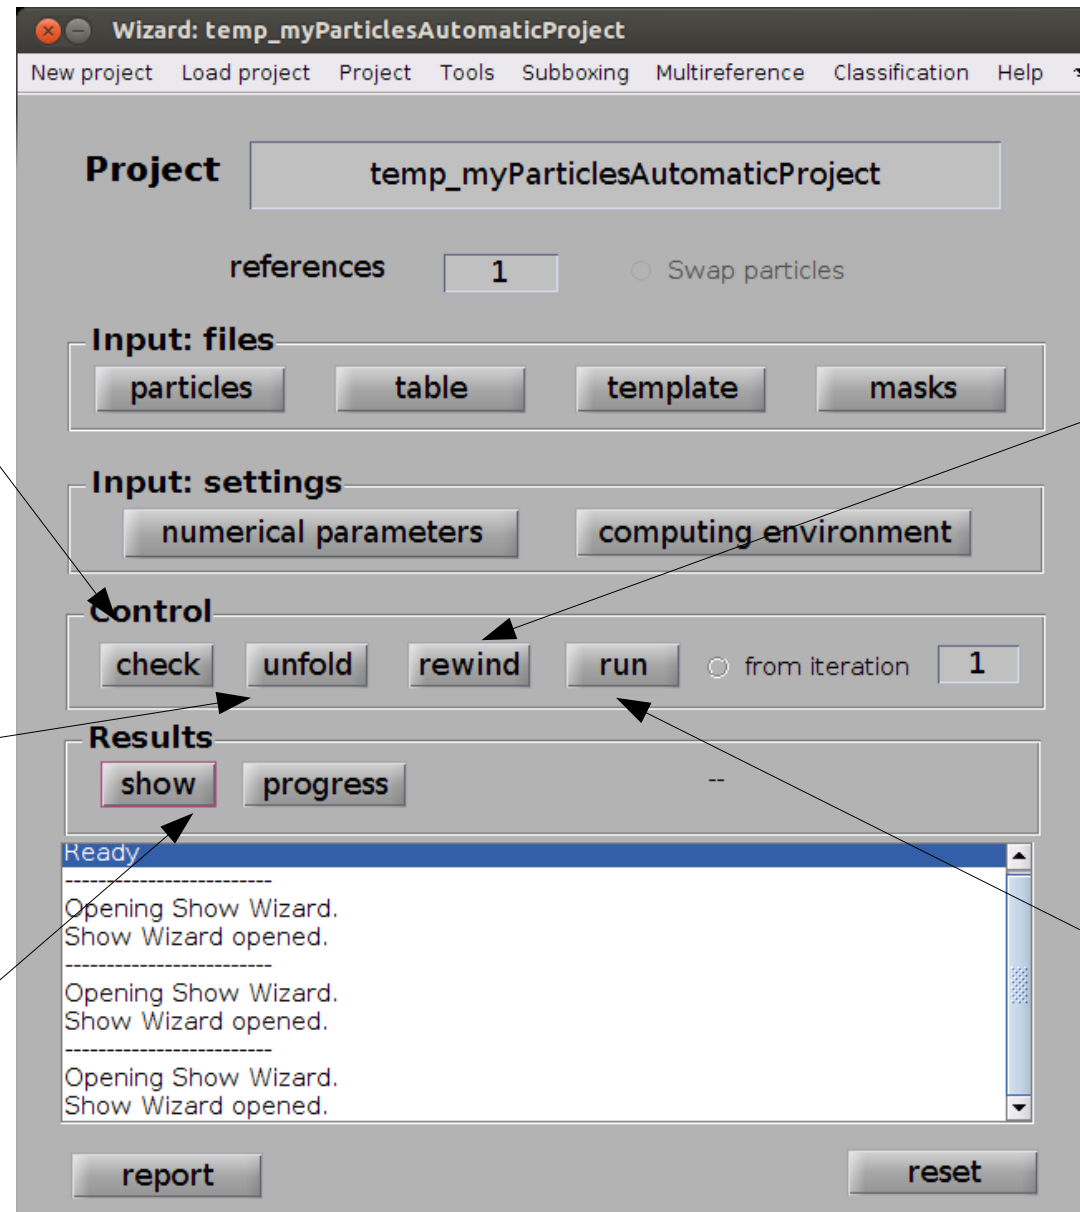 Wizard: temp_myParticlesAutomaticProject
New project Load project Project Tools Subboxing Multireference Classification Help
Project temp_myParticlesAutomaticProject
references 1 Swap particles
Input: files
particles table template masks
Input: settings
numerical parameters computing environment
Control
check unfold rewind run from iteration 1
Results
show progress --
Ready
-------------------------
Opening Show Wizard.
Show Wizard opened.
-------------------------
Opening Show Wizard.
Show Wizard opened.
-------------------------
Opening Show Wizard.
Show Wizard opened.
report reset